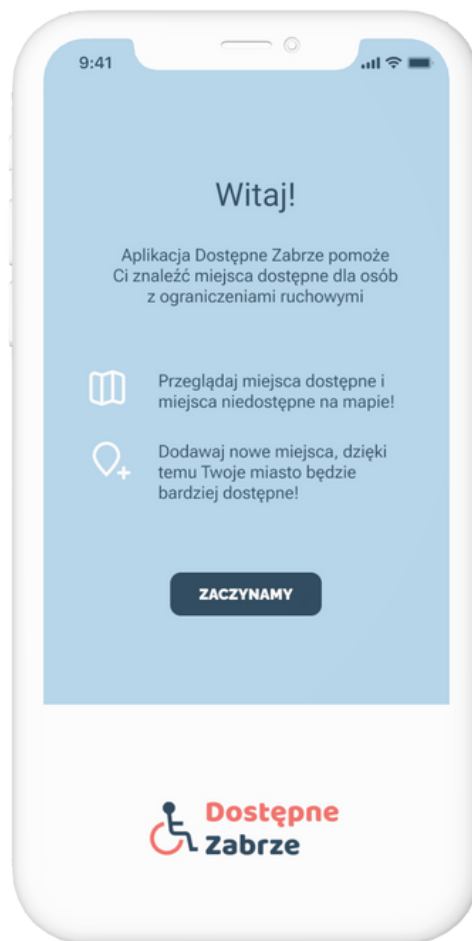 9:41
Witaj!
Aplikacja Dostępne Zabrze pomoże
Ci znaleźć miejsca dostępne dla osób
z ograniczeniami ruchowymi
Przeglądaj miejsca dostępne i
miejsca niedostępne na mapie!
Dodawaj nowe miejsca, dzięki
temu Twoje miasto będzie
bardziej dostępne!
ZACZYNAMY
Dostępne
Zabrze